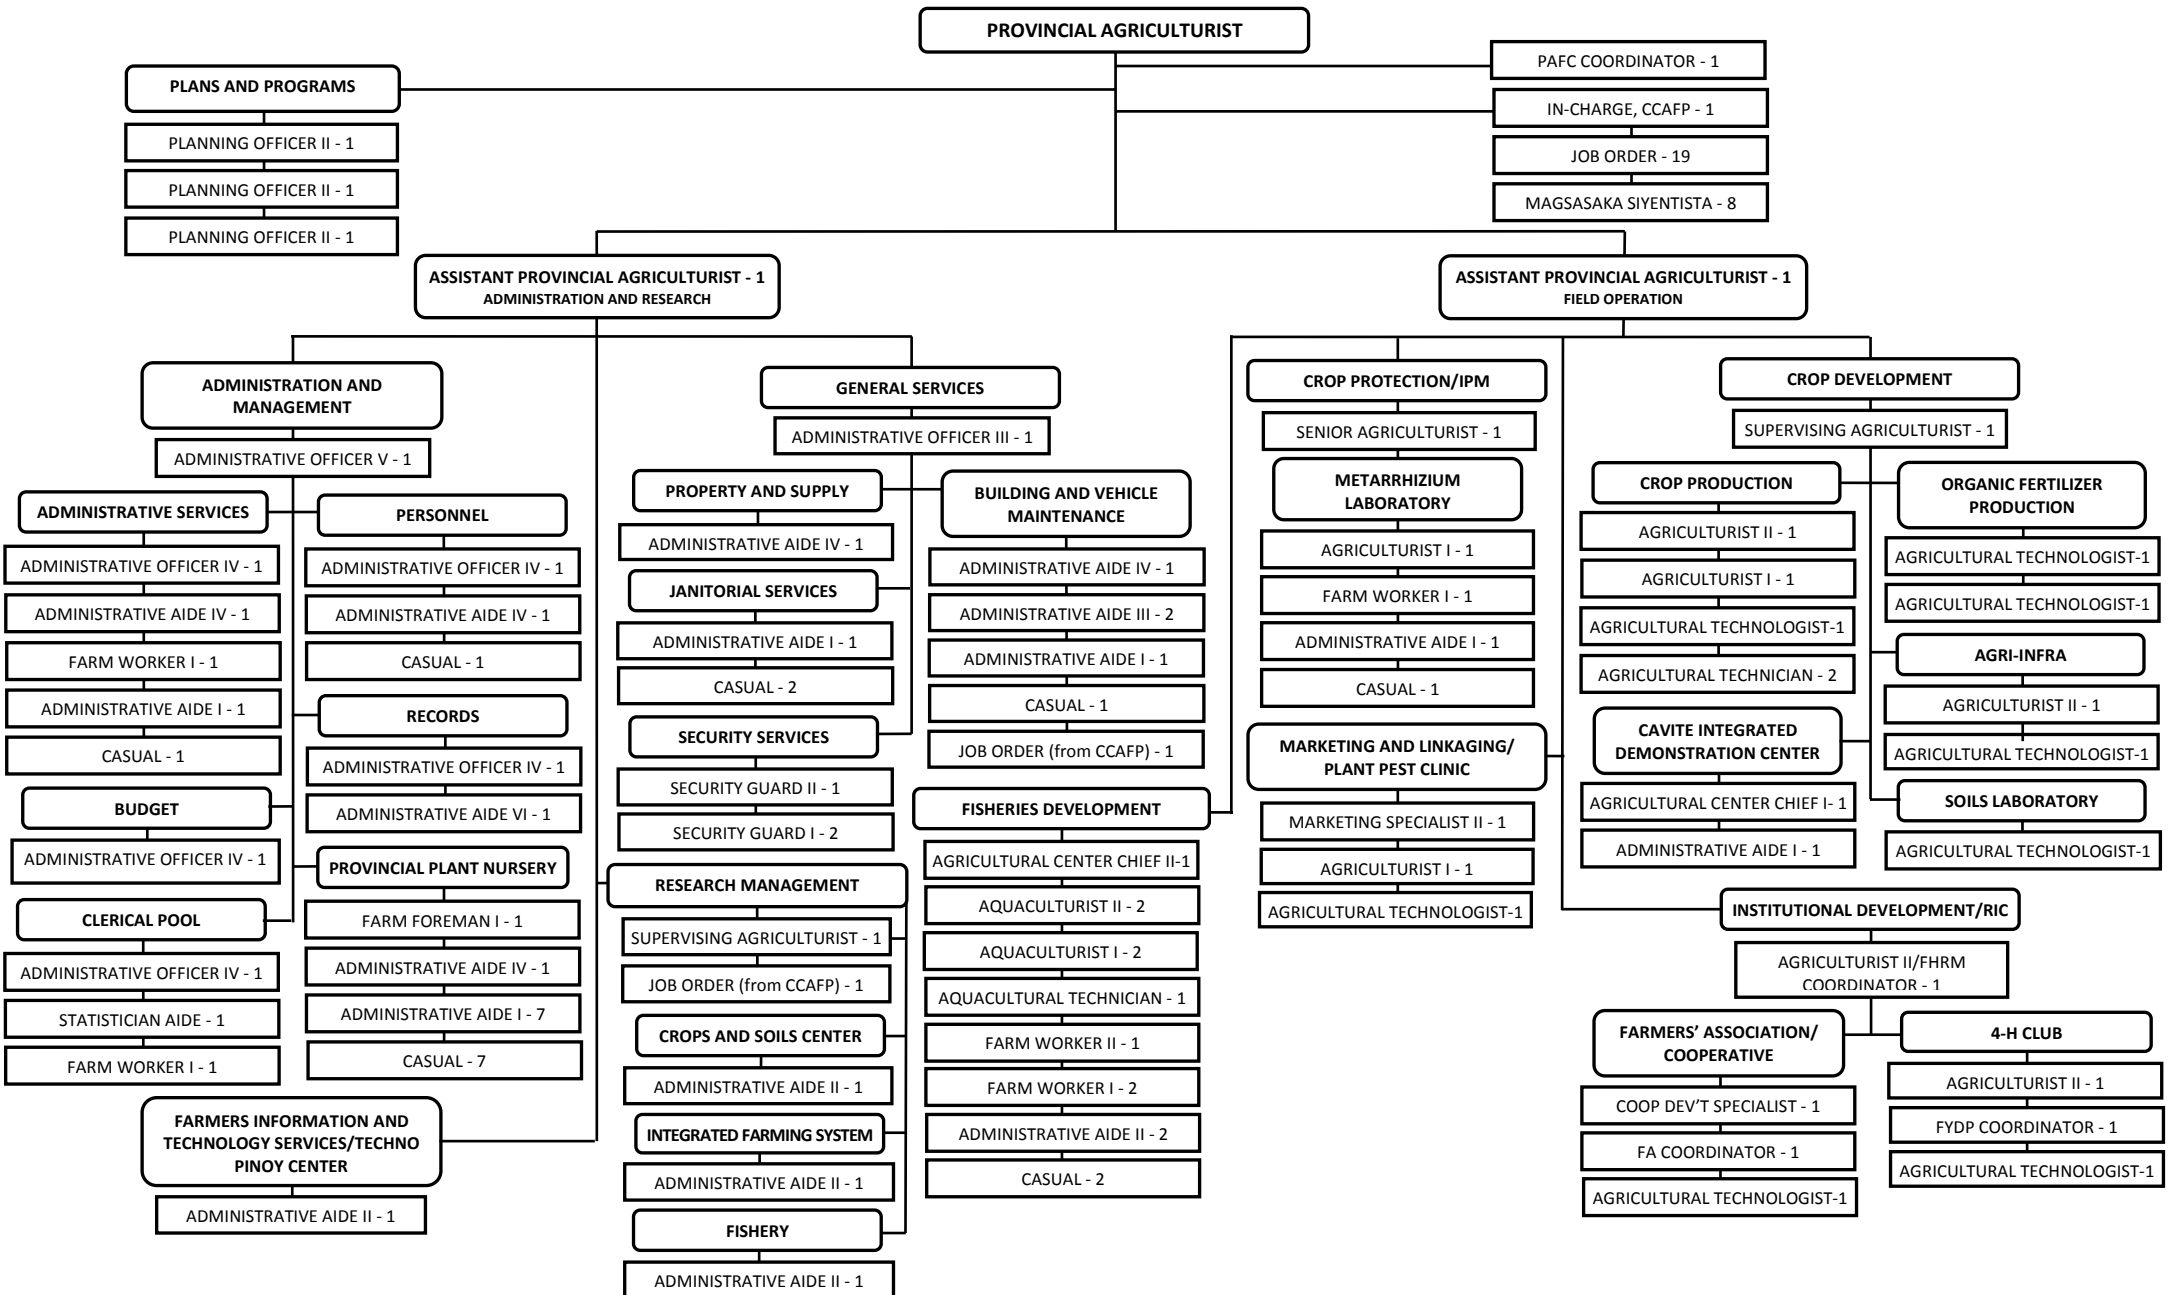 PROVINCIAL AGRICULTURIST
PAFC COORDINATOR - 1
IN-CHARGE, CCAFP - 1
JOB ORDER - 19
MAGSASAKA SIYENTISTA - 8
PLANS AND PROGRAMS
PLANNING OFFICER II - 1
PLANNING OFFICER II - 1
PLANNING OFFICER II - 1
ASSISTANT PROVINCIAL AGRICULTURIST - 1
ADMINISTRATION AND RESEARCH
ASSISTANT PROVINCIAL AGRICULTURIST - 1
FIELD OPERATION
ADMINISTRATION AND
MANAGEMENT
ADMINISTRATIVE OFFICER V - 1
ADMINISTRATIVE SERVICES
ADMINISTRATIVE OFFICER IV - 1
ADMINISTRATIVE AIDE IV - 1
FARM WORKER I - 1
ADMINISTRATIVE AIDE I - 1
CASUAL - 1
BUDGET
ADMINISTRATIVE OFFICER IV - 1
CLERICAL POOL
ADMINISTRATIVE OFFICER IV - 1
STATISTICIAN AIDE - 1
FARM WORKER I - 1
PERSONNEL
ADMINISTRATIVE OFFICER IV - 1
ADMINISTRATIVE AIDE IV - 1
CASUAL - 1
RECORDS
ADMINISTRATIVE OFFICER IV - 1
ADMINISTRATIVE AIDE VI - 1
PROVINCIAL PLANT NURSERY
FARM FOREMAN I - 1
ADMINISTRATIVE AIDE IV - 1
ADMINISTRATIVE AIDE I - 7
CASUAL - 7
FARMERS INFORMATION AND
TECHNOLOGY SERVICES/TECHNO
PINOY CENTER
ADMINISTRATIVE AIDE II - 1
GENERAL SERVICES
ADMINISTRATIVE OFFICER III - 1
PROPERTY AND SUPPLY
ADMINISTRATIVE AIDE IV - 1
JANITORIAL SERVICES
ADMINISTRATIVE AIDE I - 1
CASUAL - 2
SECURITY SERVICES
SECURITY GUARD II - 1
SECURITY GUARD I - 2
BUILDING AND VEHICLE
MAINTENANCE
ADMINISTRATIVE AIDE IV - 1
ADMINISTRATIVE AIDE III - 2
ADMINISTRATIVE AIDE I - 1
CASUAL - 1
JOB ORDER (from CCAFP) - 1
RESEARCH MANAGEMENT
SUPERVISING AGRICULTURIST - 1
JOB ORDER (from CCAFP) - 1
CROPS AND SOILS CENTER
ADMINISTRATIVE AIDE II - 1
INTEGRATED FARMING SYSTEM
ADMINISTRATIVE AIDE II - 1
FISHERY
ADMINISTRATIVE AIDE II - 1
FISHERIES DEVELOPMENT
AGRICULTURAL CENTER CHIEF II-1
AQUACULTURIST II - 2
AQUACULTURIST I - 2
AQUACULTURAL TECHNICIAN - 1
FARM WORKER II - 1
FARM WORKER I - 2
ADMINISTRATIVE AIDE II - 2
CASUAL - 2
CROP PROTECTION/IPM
SENIOR AGRICULTURIST - 1
METARRHIZIUM
LABORATORY
AGRICULTURIST I - 1
FARM WORKER I - 1
ADMINISTRATIVE AIDE I - 1
CASUAL - 1
MARKETING AND LINKAGING/
PLANT PEST CLINIC
MARKETING SPECIALIST II - 1
AGRICULTURIST I - 1
AGRICULTURAL TECHNOLOGIST-1
CROP DEVELOPMENT
SUPERVISING AGRICULTURIST - 1
CROP PRODUCTION
AGRICULTURIST II - 1
AGRICULTURIST I - 1
AGRICULTURAL TECHNOLOGIST-1
AGRICULTURAL TECHNICIAN - 2
CAVITE INTEGRATED
DEMONSTRATION CENTER
AGRICULTURAL CENTER CHIEF I- 1
ADMINISTRATIVE AIDE I - 1
ORGANIC FERTILIZER
PRODUCTION
AGRICULTURAL TECHNOLOGIST-1
AGRICULTURAL TECHNOLOGIST-1
AGRI-INFRA
AGRICULTURIST II - 1
AGRICULTURAL TECHNOLOGIST-1
SOILS LABORATORY
AGRICULTURAL TECHNOLOGIST-1
INSTITUTIONAL DEVELOPMENT/RIC
AGRICULTURIST II/FHRM
COORDINATOR - 1
FARMERS' ASSOCIATION/
COOPERATIVE
COOP DEV'T SPECIALIST - 1
FA COORDINATOR - 1
AGRICULTURAL TECHNOLOGIST-1
4-H CLUB
AGRICULTURIST II - 1
FYDP COORDINATOR - 1
AGRICULTURAL TECHNOLOGIST-1